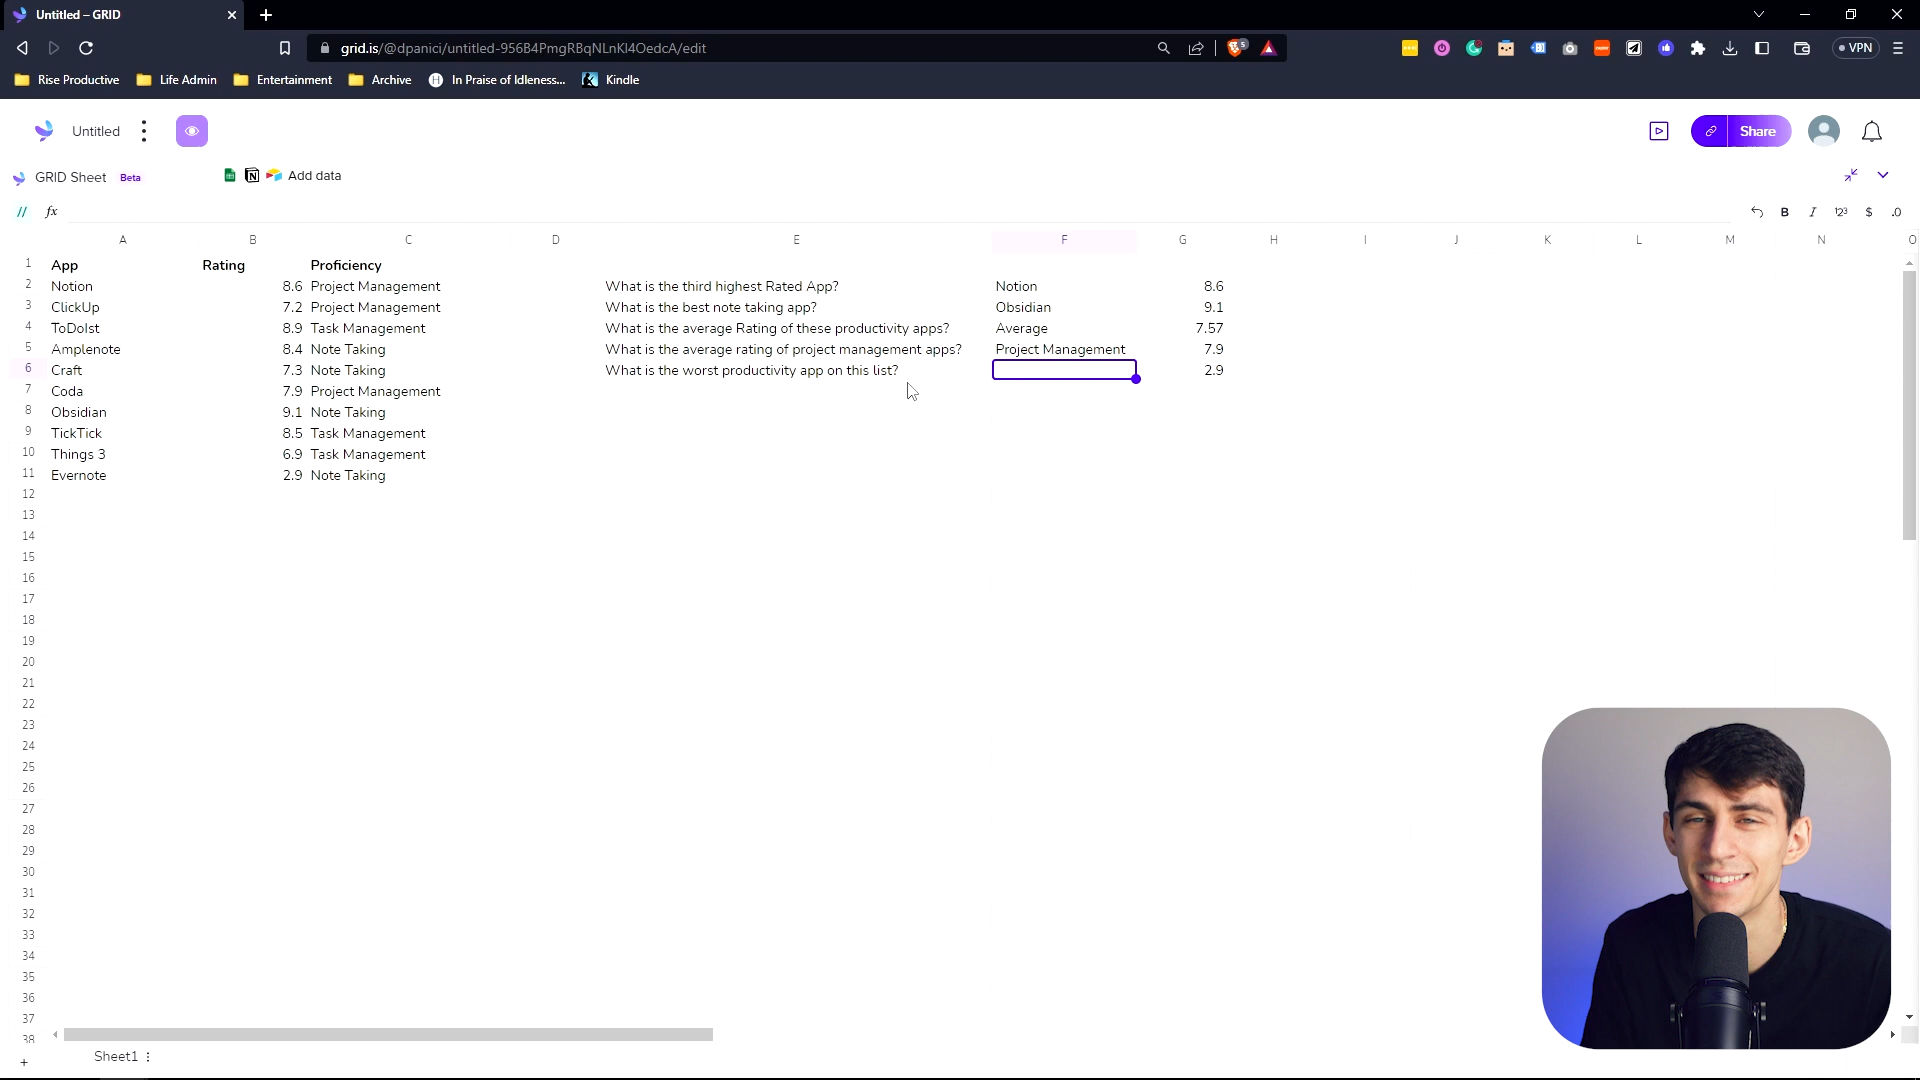 Untitled – GRID
grid.is/@dpanici/untitled-956B4PmgRBqNLnKl4OedcA/edit
5
VPN
Rise Productive
Life Admin
Entertainment
Archive
In Praise of Idleness...
Kindle
Untitled
Share
GRID Sheet Beta
Add data
fx
B I 123 $ .0
A B C D E F G H I J K L M N O
1 App Rating Proficiency
2 Notion 8.6 Project Management What is the third highest Rated App? Notion 8.6
3 ClickUp 7.2 Project Management What is the best note taking app? Obsidian 9.1
4 ToDoIst 8.9 Task Management What is the average Rating of these productivity apps? Average 7.57
5 Amplenote 8.4 Note Taking What is the average rating of project management apps? Project Management 7.9
6 Craft 7.3 Note Taking What is the worst productivity app on this list? 2.9
7 Coda 7.9 Project Management
8 Obsidian 9.1 Note Taking
9 TickTick 8.5 Task Management
10 Things 3 6.9 Task Management
11 Evernote 2.9 Note Taking
12
13
14
15
16
17
18
19
20
21
22
23
24
25
26
27
28
29
30
31
32
33
34
35
36
37
38
Sheet1